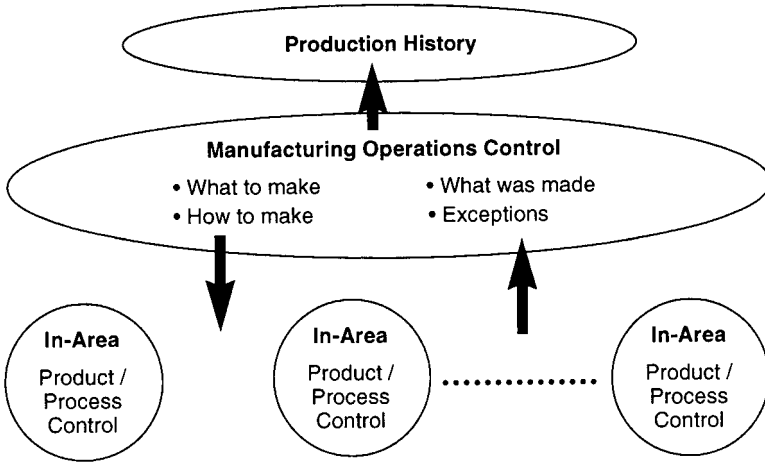 Production History
Manufacturing Operations Control
• What to make
• How to make
• What was made
• Exceptions
In-Area
Product /
Process
Control
In-Area
Product /
Process
Control
In-Area
Product /
Process
Control